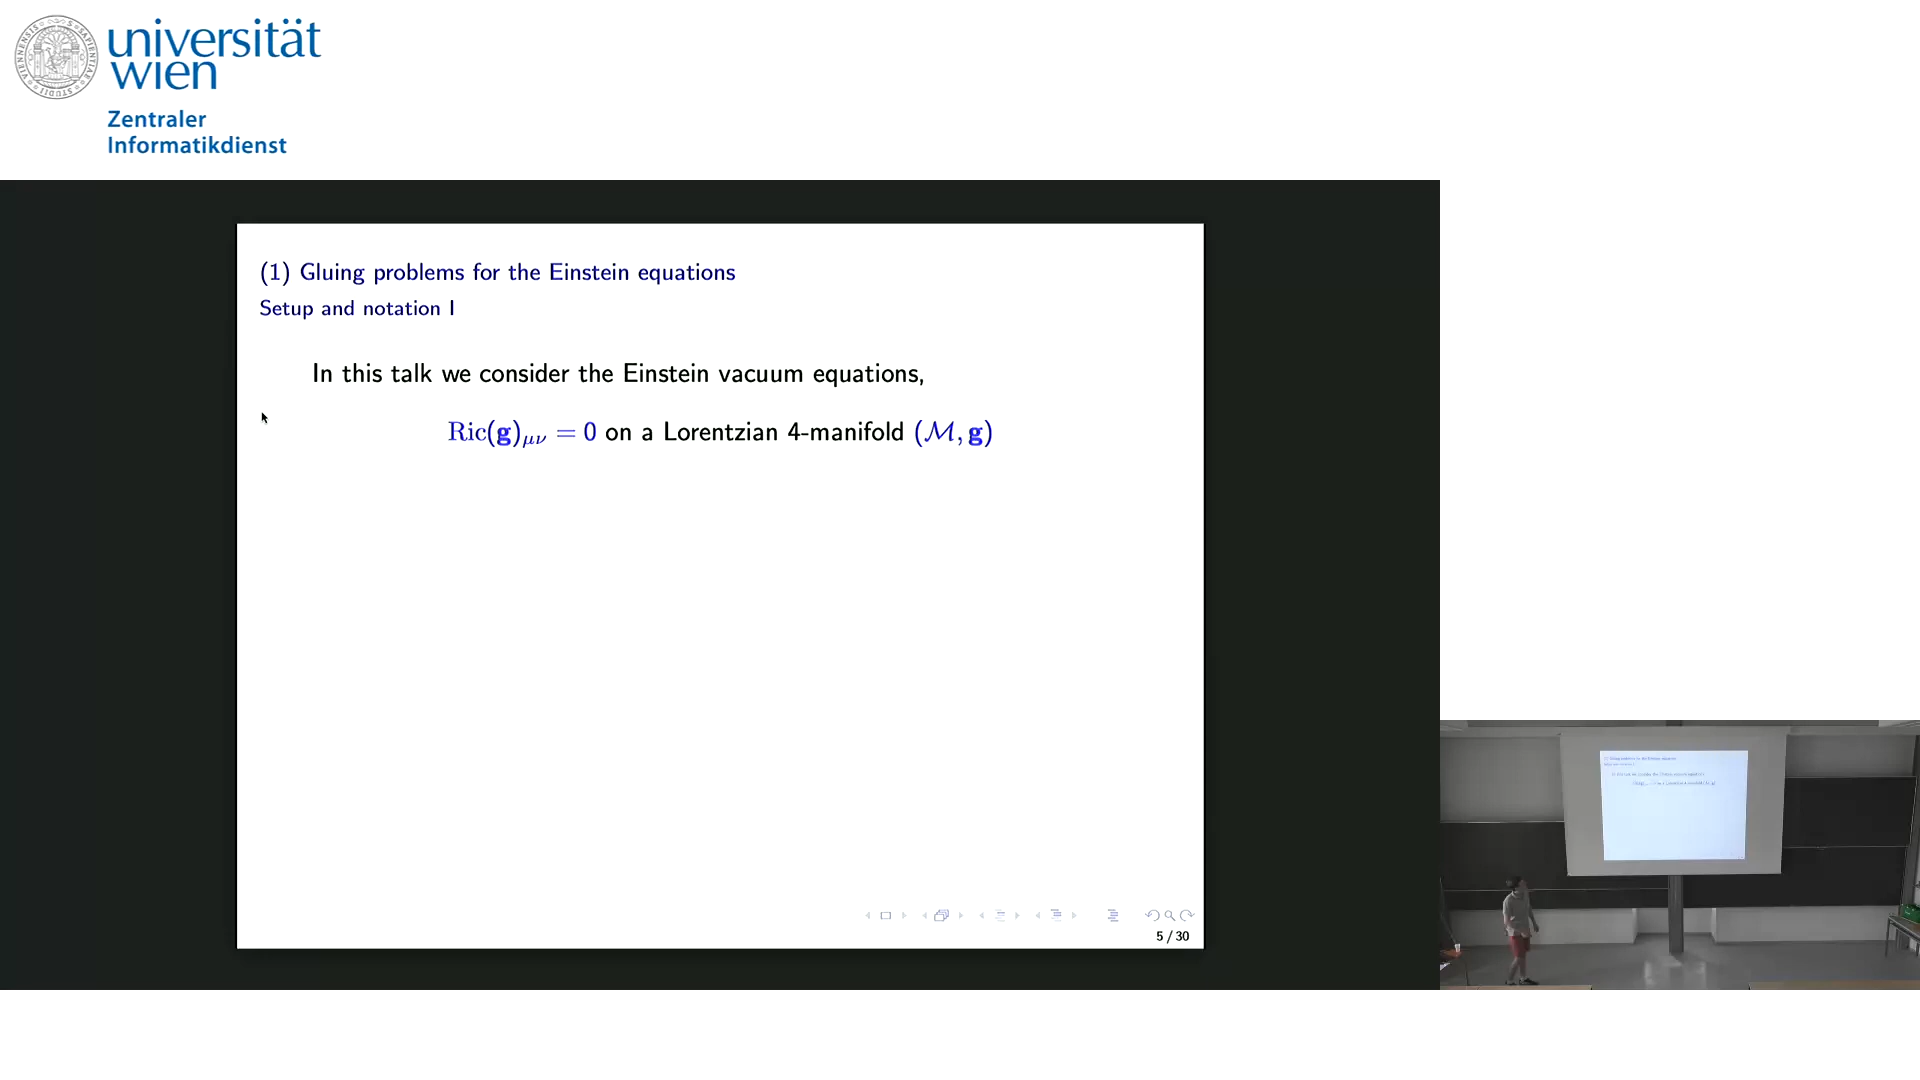 universität
wien
Zentraler
Informatikdienst
(1) Gluing problems for the Einstein equations
Setup and notation I
In this talk we consider the Einstein vacuum equations,
Ric(g)μν = 0 on a Lorentzian 4-manifold (ℳ, g)
5 / 30